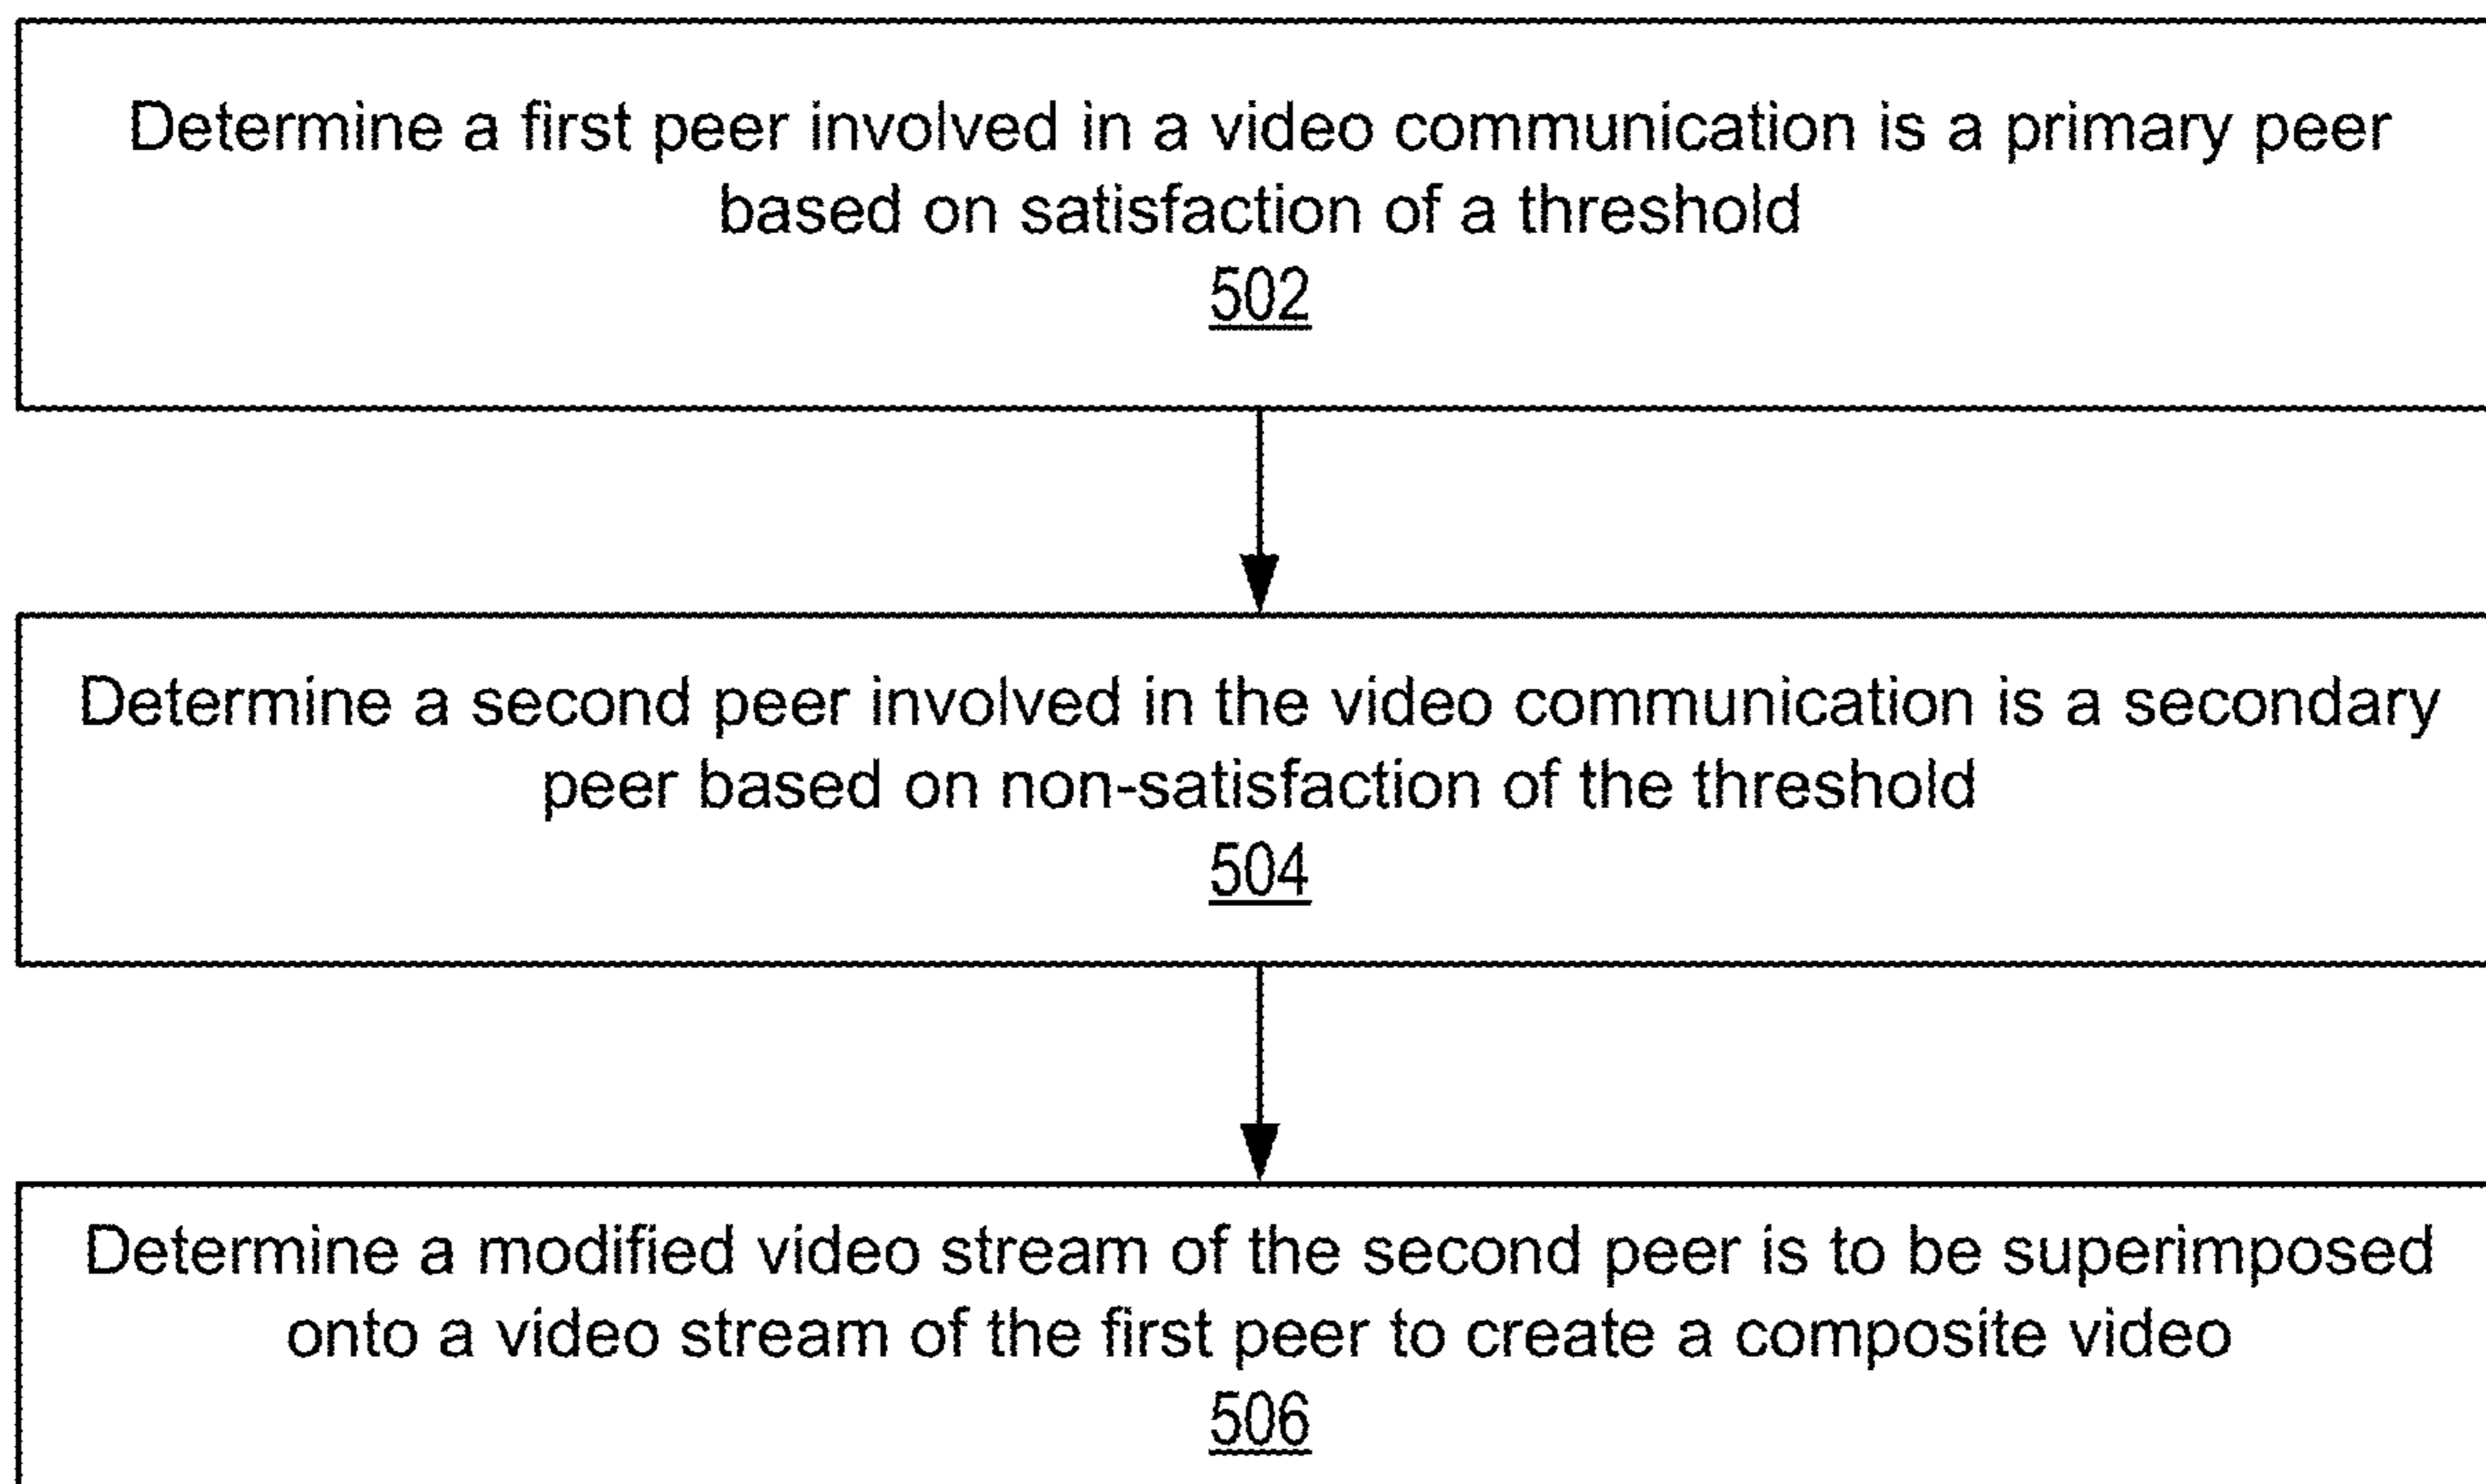 Determine a first peer involved in a video communication is a primary peer
based on satisfaction of a threshold
502
Determine a second peer involved in the video communication is a secondary
peer based on non-satisfaction of the threshold
504
Determine a modified video stream of the second peer is to be superimposed
onto a video stream of the first peer to create a composite video
506